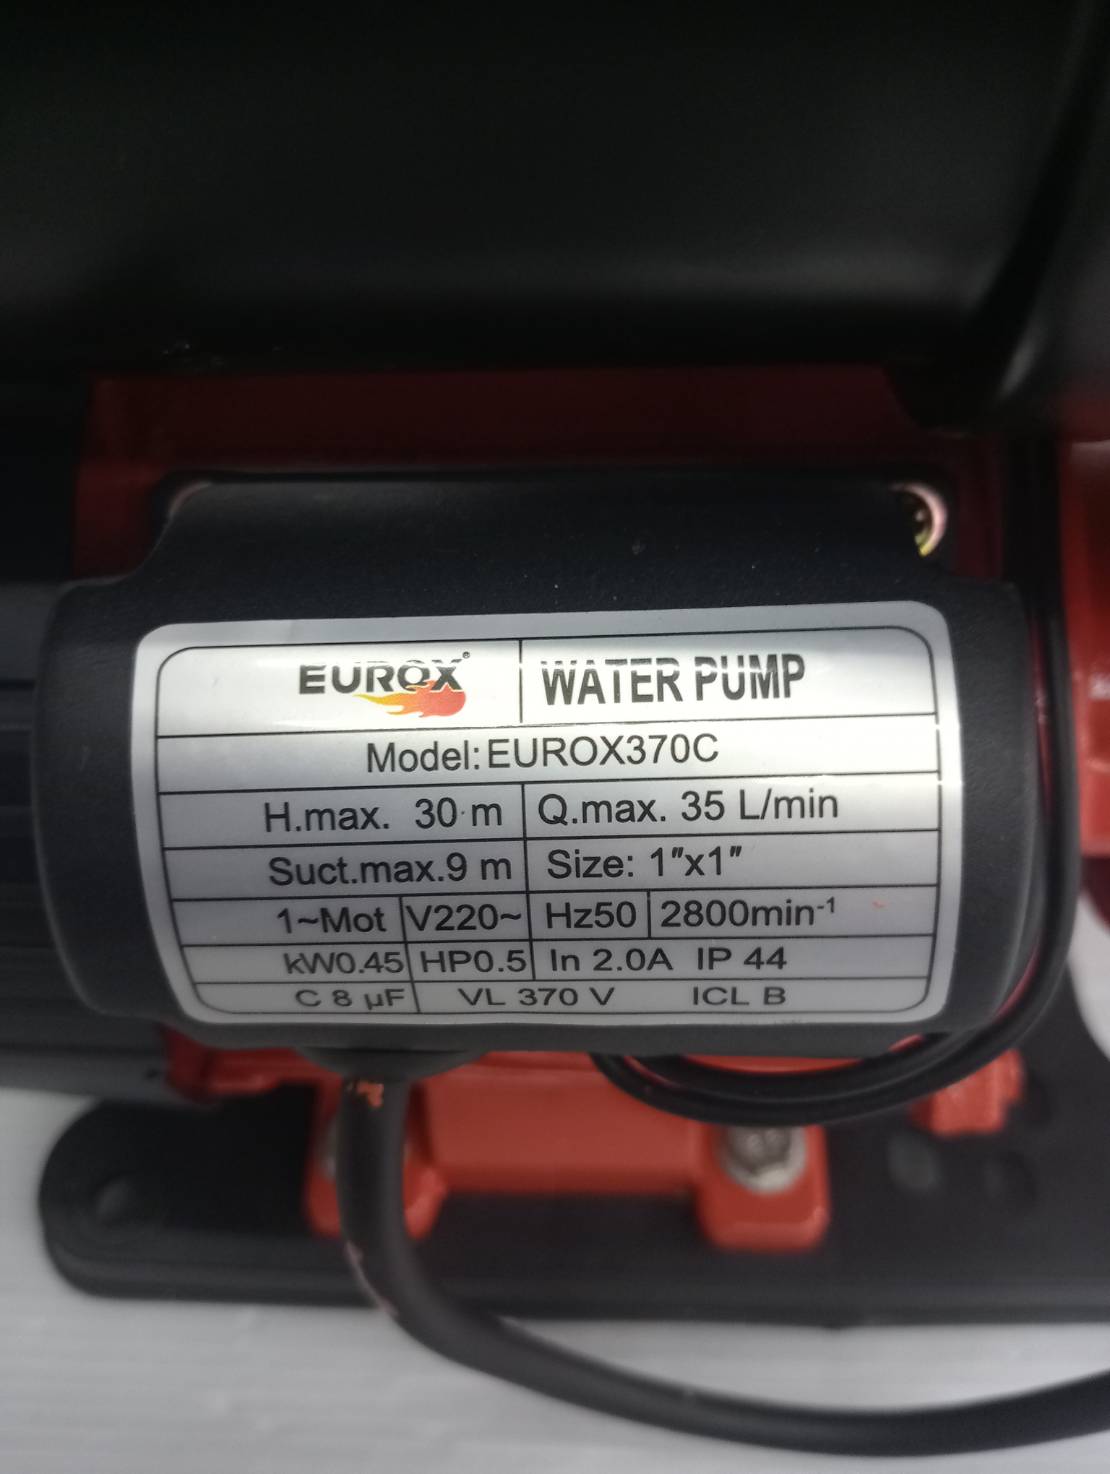 EUROX® WATER PUMP
Model:EUROX370C
H.max. 30 m Q.max. 35 L/min
Suct.max.9 m Size: 1"x1"
1~Mot V220~ Hz50 2800min⁻¹
kW0.45 HP0.5 In 2.0A IP 44
C 8 µF VL 370 V ICL B